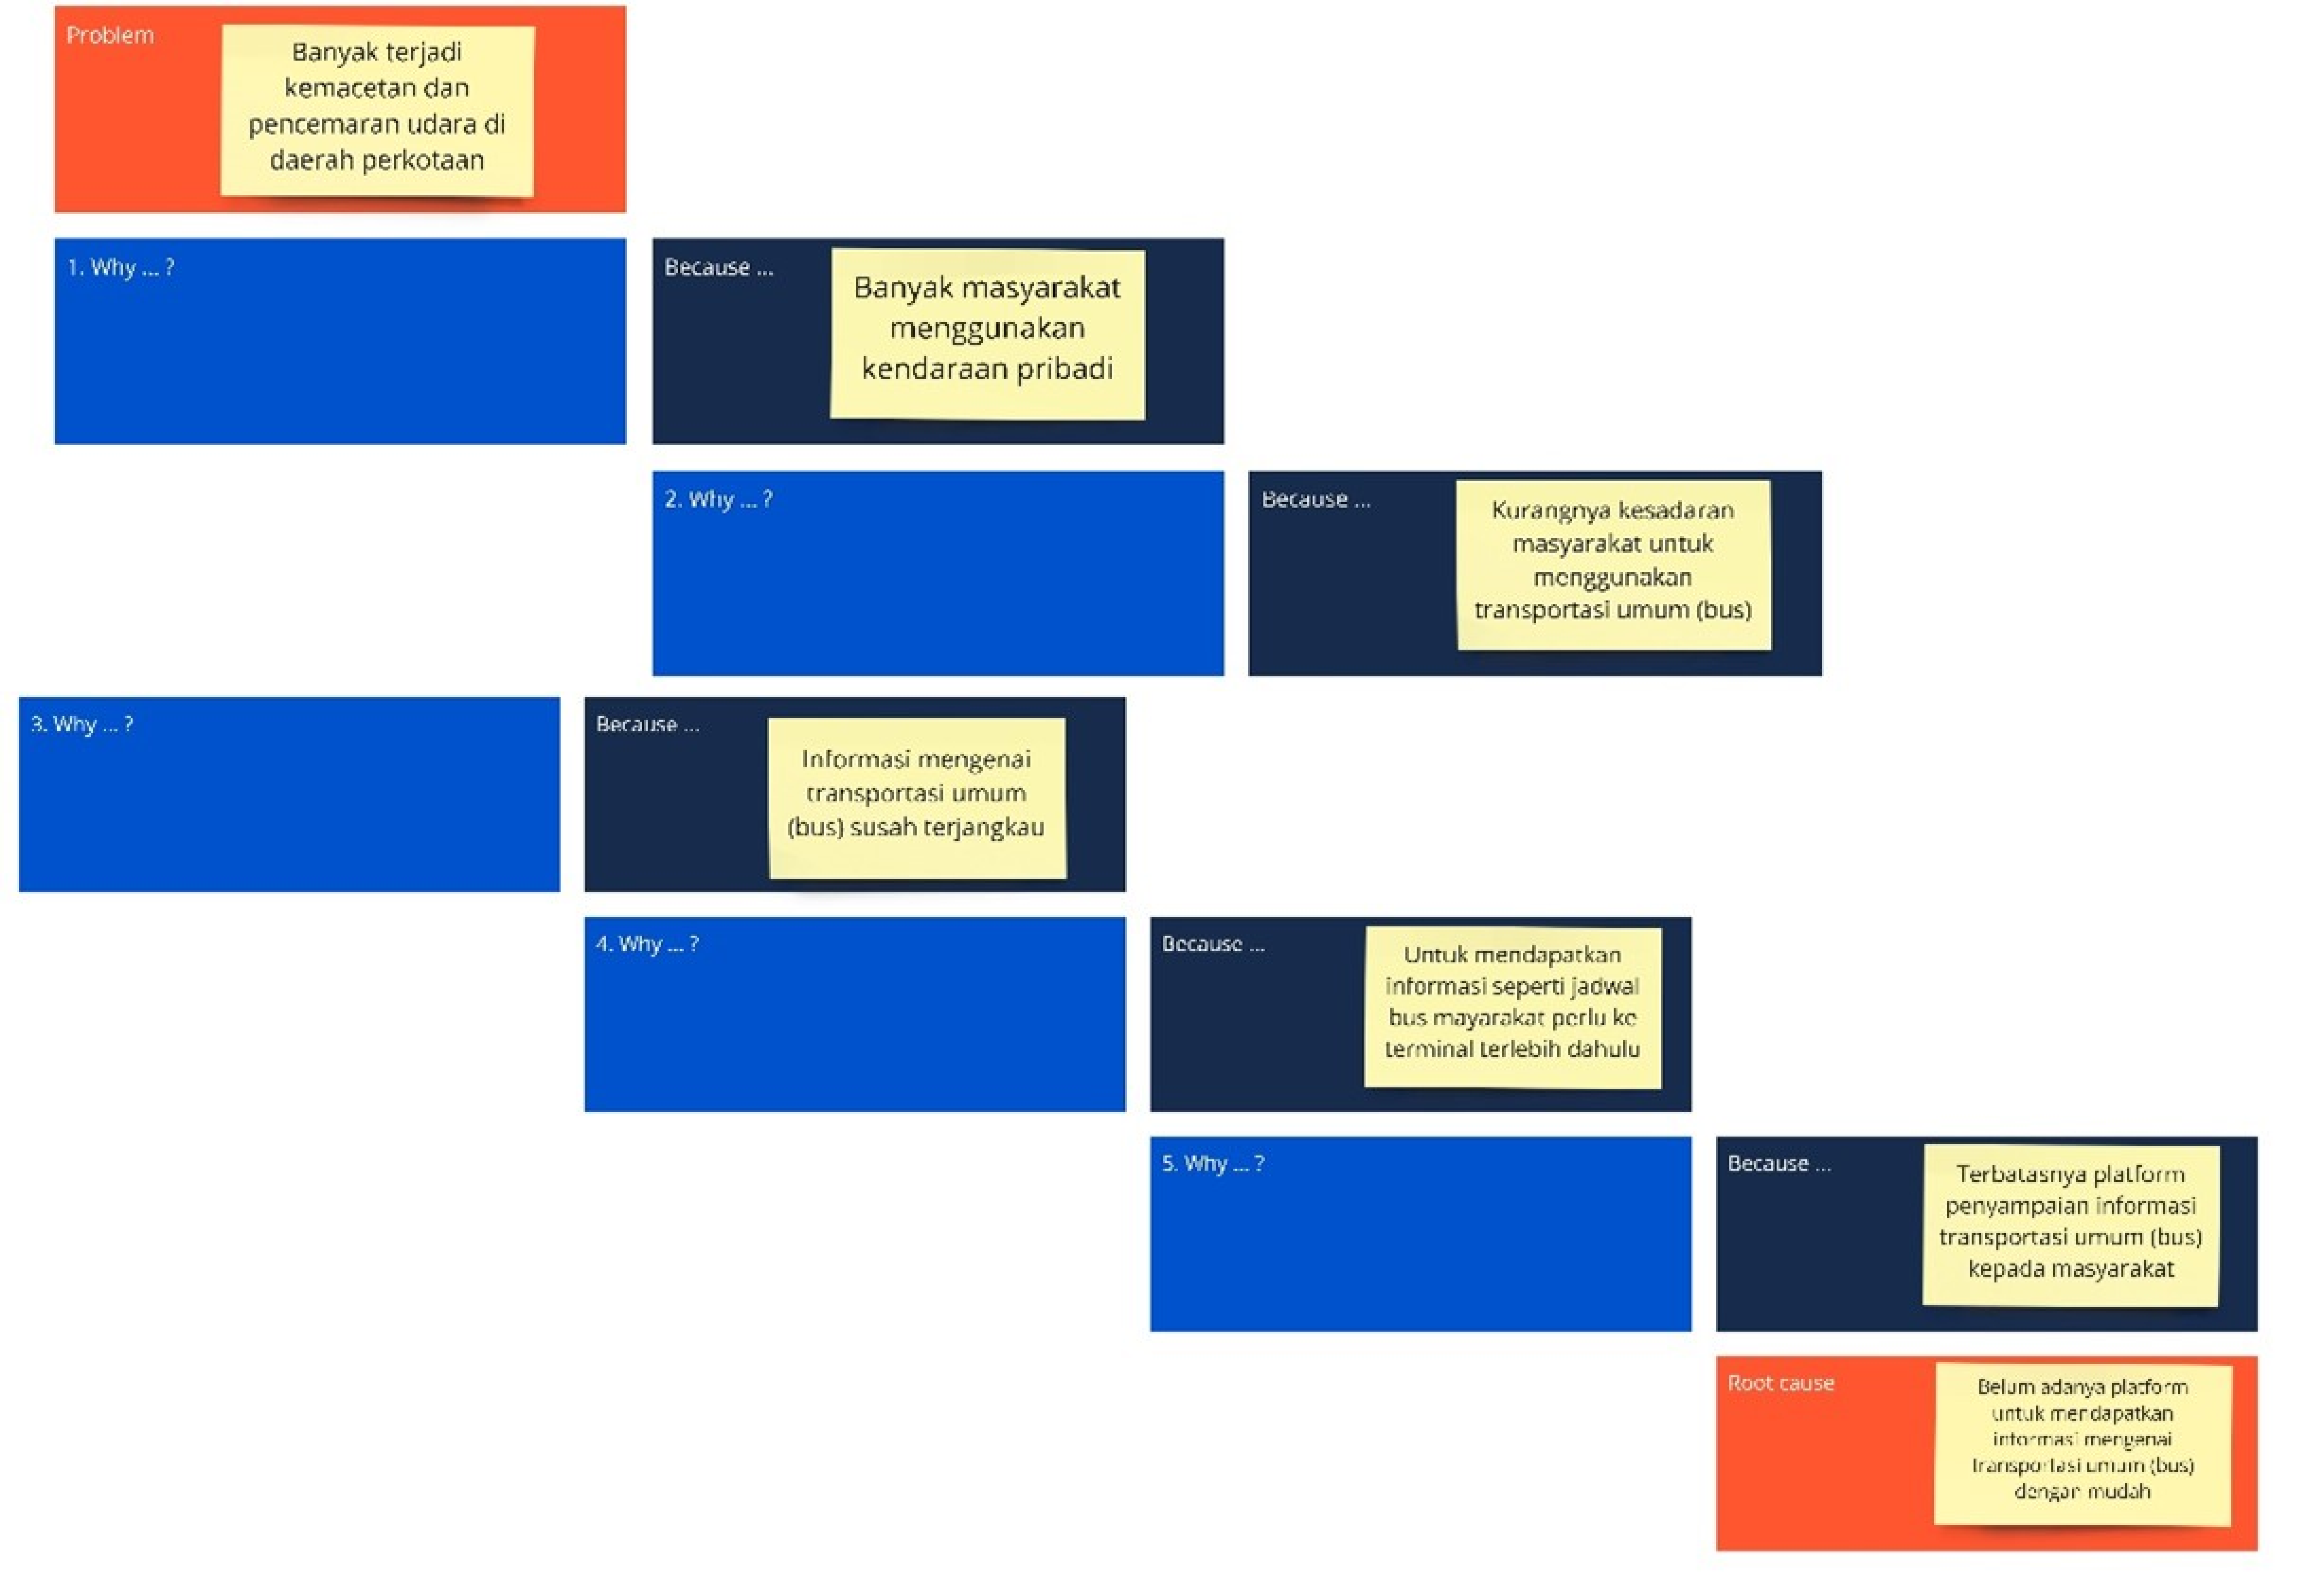 Problem
Banyak terjadi
kemacetan dan
pencemaran udara di
daerah perkotaan
1. Why ... ?
Because ...
Banyak masyarakat
menggunakan
kendaraan pribadi
2. Why ... ?
Because ...
Kurangnya kesadaran
masyarakat untuk
menggunakan
transportasi umum (bus)
3. Why ... ?
Because ...
Informasi mengenai
transportasi umum
(bus) susah terjangkau
4. Why ... ?
Because ...
Untuk mendapatkan
informasi seperti jadwal
bus mayarakat perlu ke
terminal terlebih dahulu
5. Why ... ?
Because ...
Terbatasnya platform
penyampaian informasi
transportasi umum (bus)
kepada masyarakat
Root cause
Belum adanya platform
untuk mendapatkan
informasi mengenai
transportasi umum (bus)
dengan mudah